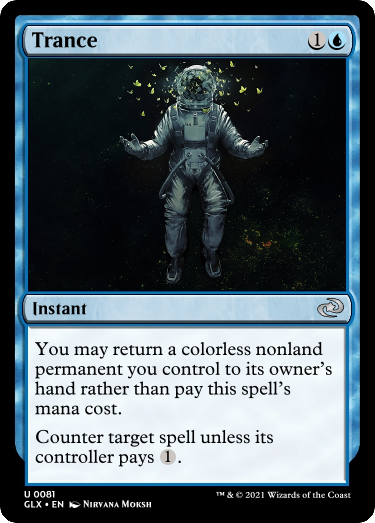 Trance 1
Instant
You may return a colorless nonland
permanent you control to its owner's
hand rather than pay this spell's
mana cost.
Counter target spell unless its
controller pays 1.
U 0081
GLX • EN Nirvana Moksh
™ & © 2021 Wizards of the Coast